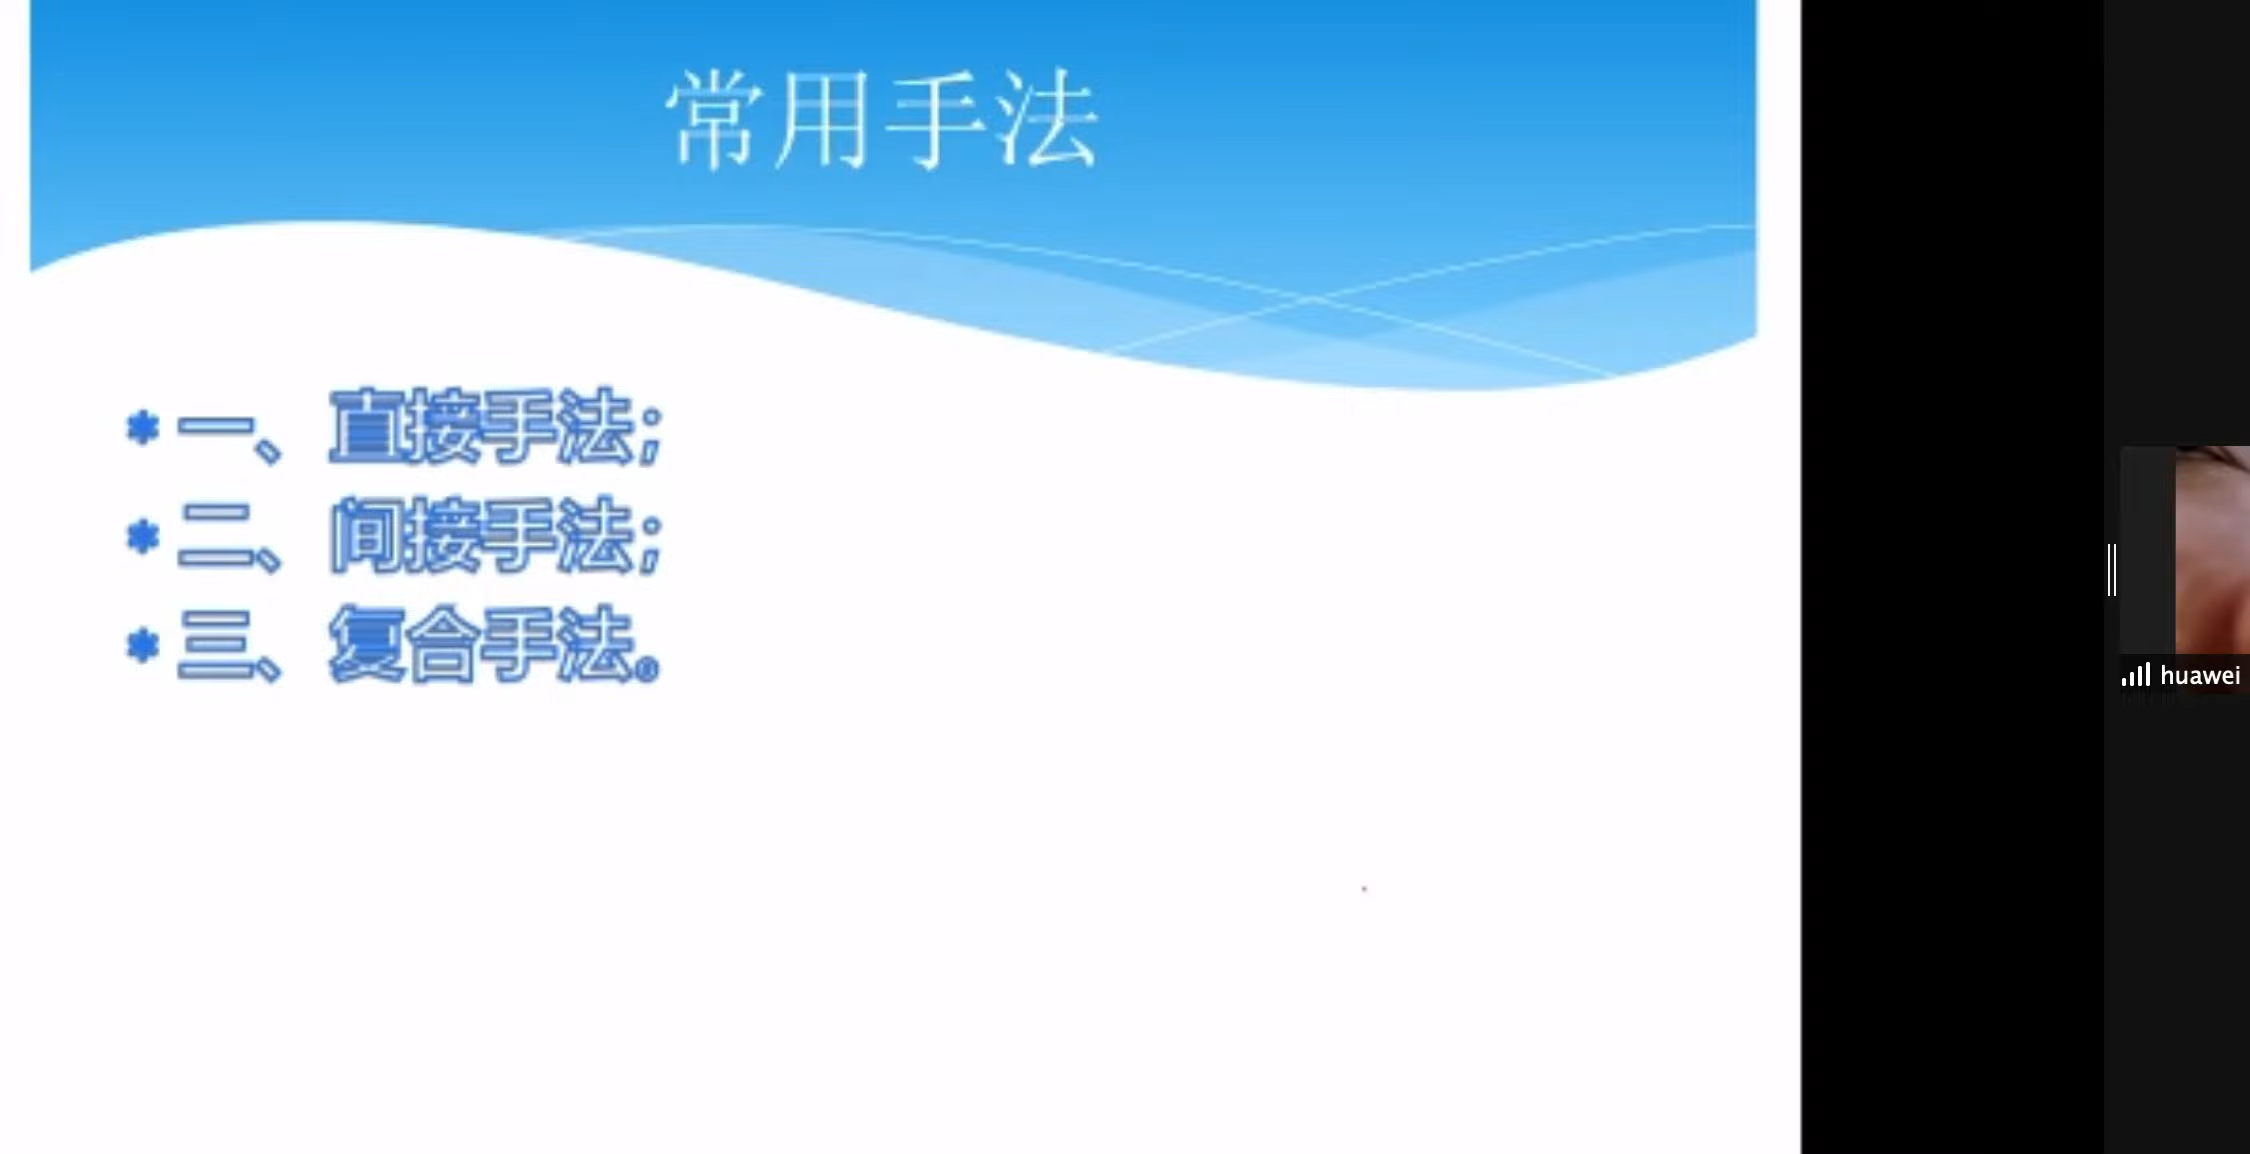 常用手法
* 一、直接手法；
* 二、间接手法；
* 三、复合手法。
huawei